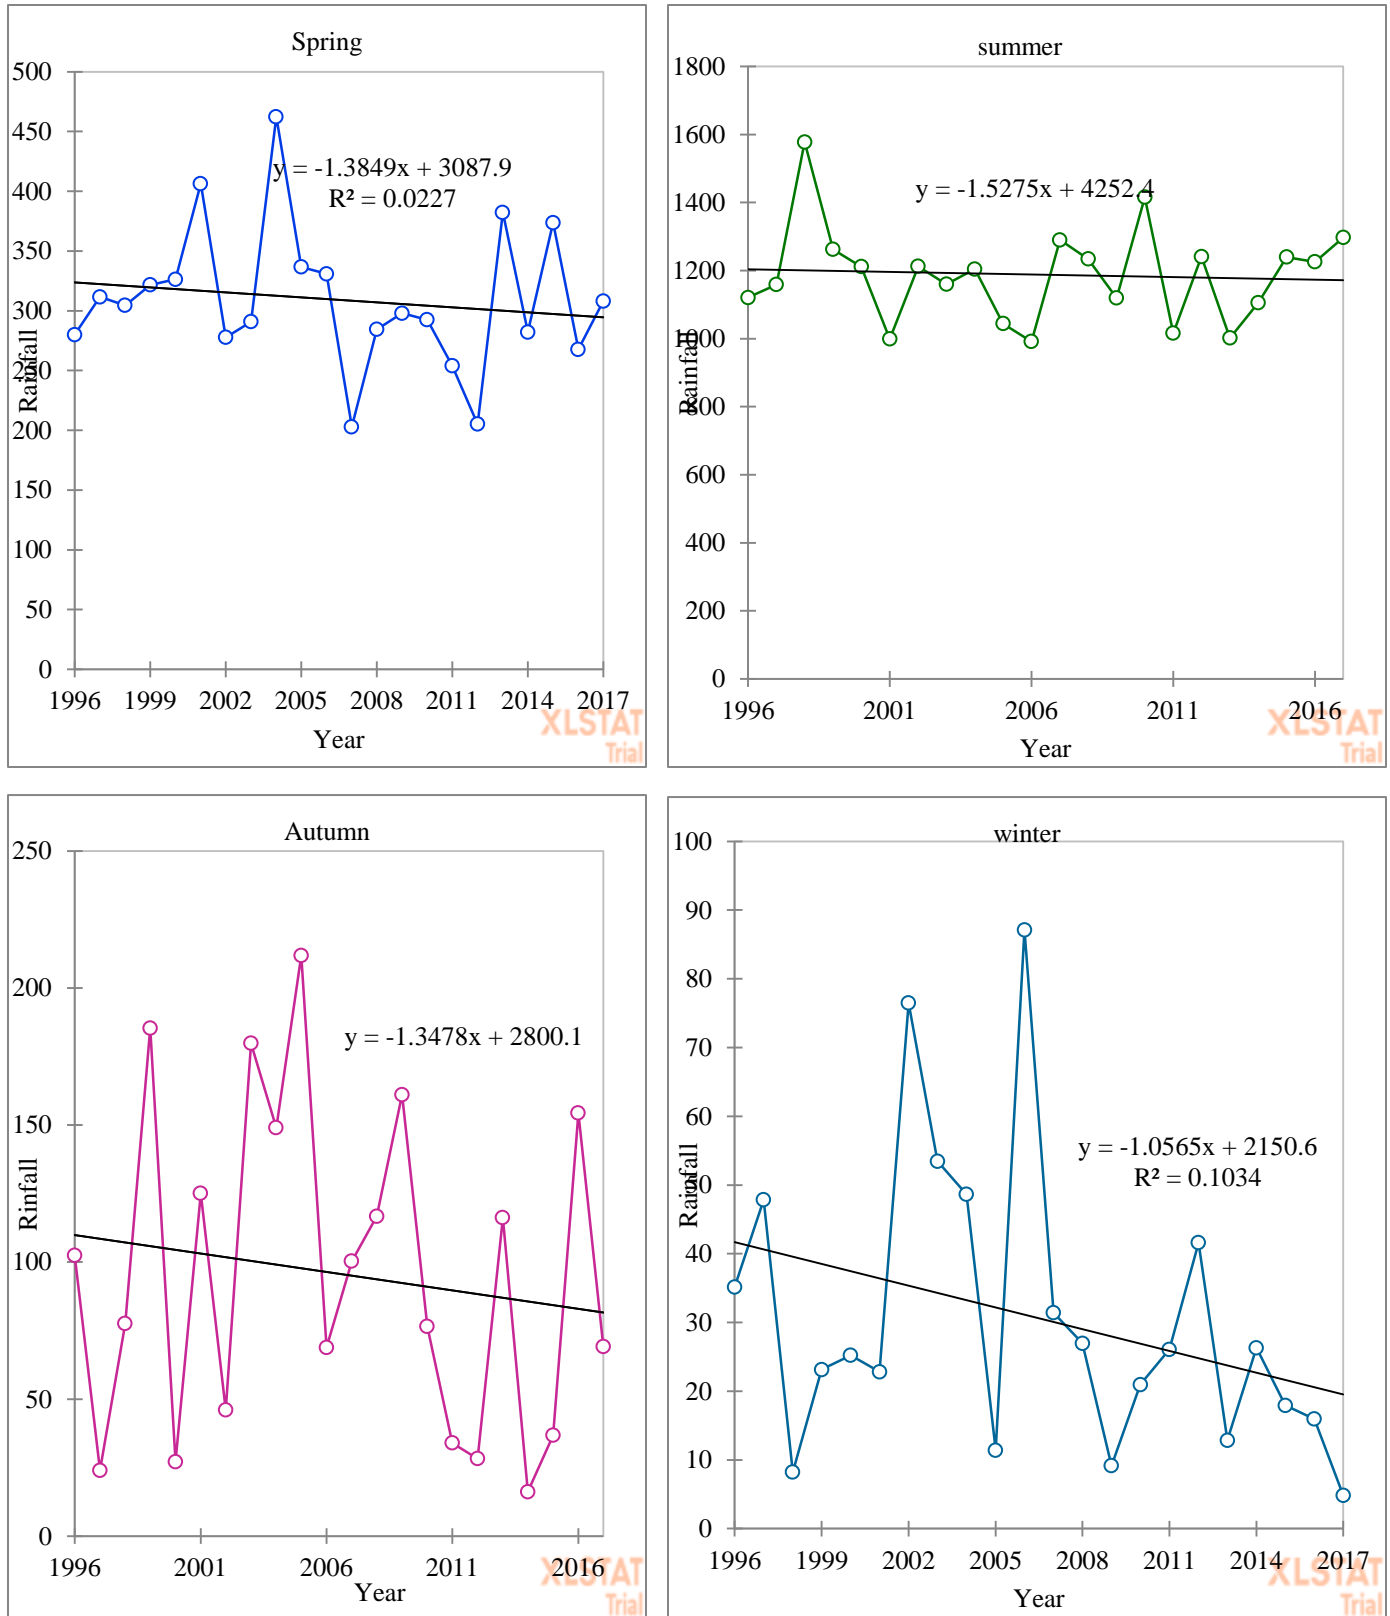 Spring
500
450
400
350
300
250
200
150
100
50
0
Rainfall
y = -1.3849x + 3087.9
R² = 0.0227
1996 1999 2002 2005 2008 2011 2014 2017
Year
XLSTAT
Trial
summer
1800
1600
1400
1200
1000
800
600
400
200
0
Rainfall
y = -1.5275x + 4252.4
1996 2001 2006 2011 2016
Year
XLSTAT
Trial
Autumn
250
200
150
100
50
0
Rinfall
y = -1.3478x + 2800.1
1996 2001 2006 2011 2016
Year
XLSTAT
Trial
winter
100
90
80
70
60
50
40
30
20
10
0
Rainfall
y = -1.0565x + 2150.6
R² = 0.1034
1996 1999 2002 2005 2008 2011 2014 2017
Year
XLSTAT
Trial